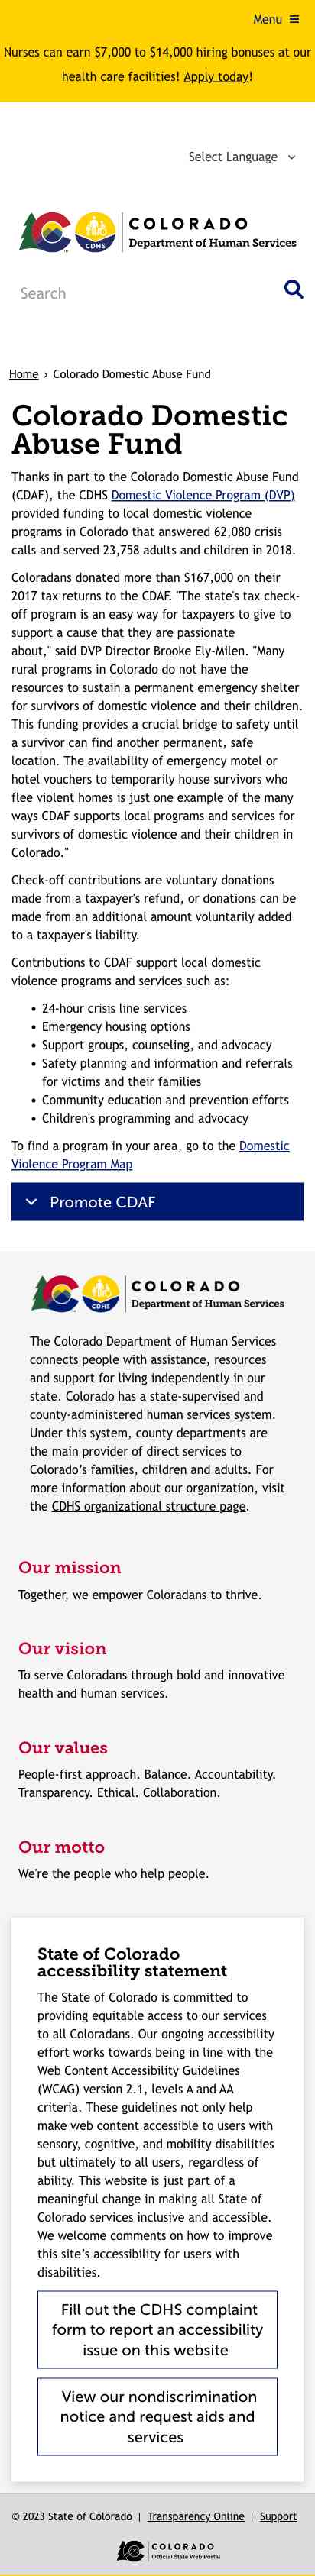 Menu
Nurses can earn $7,000 to $14,000 hiring bonuses at our
health care facilities! Apply today!
Select Language
CDHS
COLORADO
Department of Human Services
Search
Home › Colorado Domestic Abuse Fund
Colorado Domestic
Abuse Fund
Thanks in part to the Colorado Domestic Abuse Fund
(CDAF), the CDHS Domestic Violence Program (DVP)
provided funding to local domestic violence
programs in Colorado that answered 62,080 crisis
calls and served 23,758 adults and children in 2018.
Coloradans donated more than $167,000 on their
2017 tax returns to the CDAF. "The state's tax check-
off program is an easy way for taxpayers to give to
support a cause that they are passionate
about," said DVP Director Brooke Ely-Milen. "Many
rural programs in Colorado do not have the
resources to sustain a permanent emergency shelter
for survivors of domestic violence and their children.
This funding provides a crucial bridge to safety until
a survivor can find another permanent, safe
location. The availability of emergency motel or
hotel vouchers to temporarily house survivors who
flee violent homes is just one example of the many
ways CDAF supports local programs and services for
survivors of domestic violence and their children in
Colorado."
Check-off contributions are voluntary donations
made from a taxpayer's refund, or donations can be
made from an additional amount voluntarily added
to a taxpayer's liability.
Contributions to CDAF support local domestic
violence programs and services such as:
• 24-hour crisis line services
• Emergency housing options
• Support groups, counseling, and advocacy
• Safety planning and information and referrals
for victims and their families
• Community education and prevention efforts
• Children's programming and advocacy
To find a program in your area, go to the Domestic
Violence Program Map
Promote CDAF
CDHS
COLORADO
Department of Human Services
The Colorado Department of Human Services
connects people with assistance, resources
and support for living independently in our
state. Colorado has a state-supervised and
county-administered human services system.
Under this system, county departments are
the main provider of direct services to
Colorado’s families, children and adults. For
more information about our organization, visit
the CDHS organizational structure page.
Our mission
Together, we empower Coloradans to thrive.
Our vision
To serve Coloradans through bold and innovative
health and human services.
Our values
People-first approach. Balance. Accountability.
Transparency. Ethical. Collaboration.
Our motto
We're the people who help people.
State of Colorado
accessibility statement
The State of Colorado is committed to
providing equitable access to our services
to all Coloradans. Our ongoing accessibility
effort works towards being in line with the
Web Content Accessibility Guidelines
(WCAG) version 2.1, levels A and AA
criteria. These guidelines not only help
make web content accessible to users with
sensory, cognitive, and mobility disabilities
but ultimately to all users, regardless of
ability. This website is just part of a
meaningful change in making all State of
Colorado services inclusive and accessible.
We welcome comments on how to improve
this site’s accessibility for users with
disabilities.
Fill out the CDHS complaint
form to report an accessibility
issue on this website
View our nondiscrimination
notice and request aids and
services
© 2023 State of Colorado | Transparency Online | Support
COLORADO
Official State Web Portal